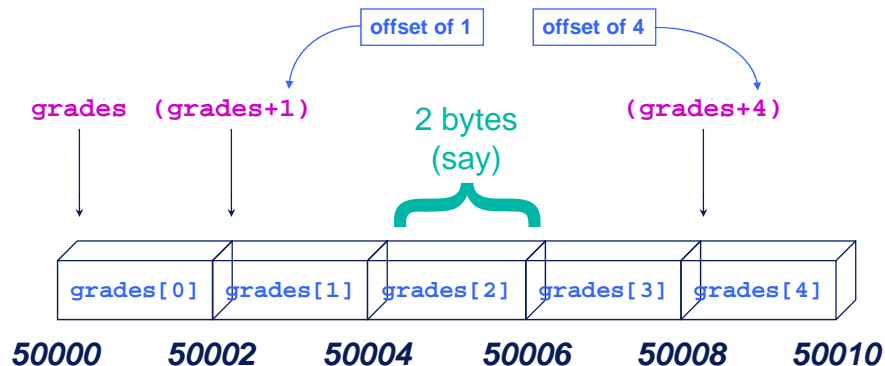 offset of 1
offset of 4
grades (grades+1)
(grades+4)
2 bytes
(say)
grades[0] grades[1] grades[2] grades[3] grades[4]
50000 50002 50004 50006 50008 50010